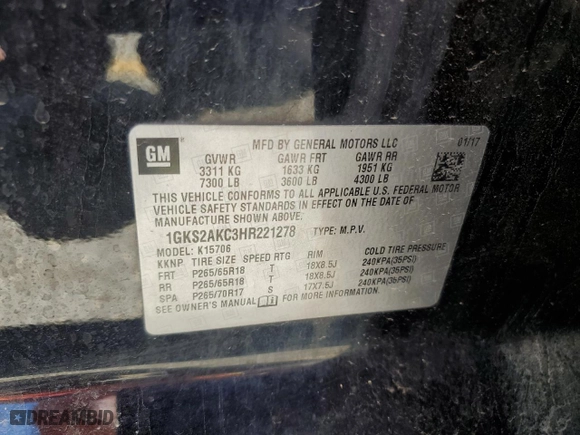 GM
MFD BY GENERAL MOTORS LLC 01/17
GVWR GAWR FRT GAWR RR
3311 KG 1633 KG 1951 KG
7300 LB 3600 LB 4300 LB
THIS VEHICLE CONFORMS TO ALL APPLICABLE U.S. FEDERAL MOTOR
VEHICLE SAFETY STANDARDS IN EFFECT ON THE DATE OF
MANUFACTURE SHOWN ABOVE.
1GKS2AKC3HR221278 TYPE: M.P.V.
MODEL: K15706
KKNP TIRE SIZE SPEED RTG RIM COLD TIRE PRESSURE
FRT P265/65R18 T 18X8.5J 240KPA(35PSI)
RR P265/65R18 T 18X8.5J 240KPA(35PSI)
SPA P265/70R17 S 17X7.5J 240KPA(35PSI)
SEE OWNER'S MANUAL FOR MORE INFORMATION.
DREAMBID